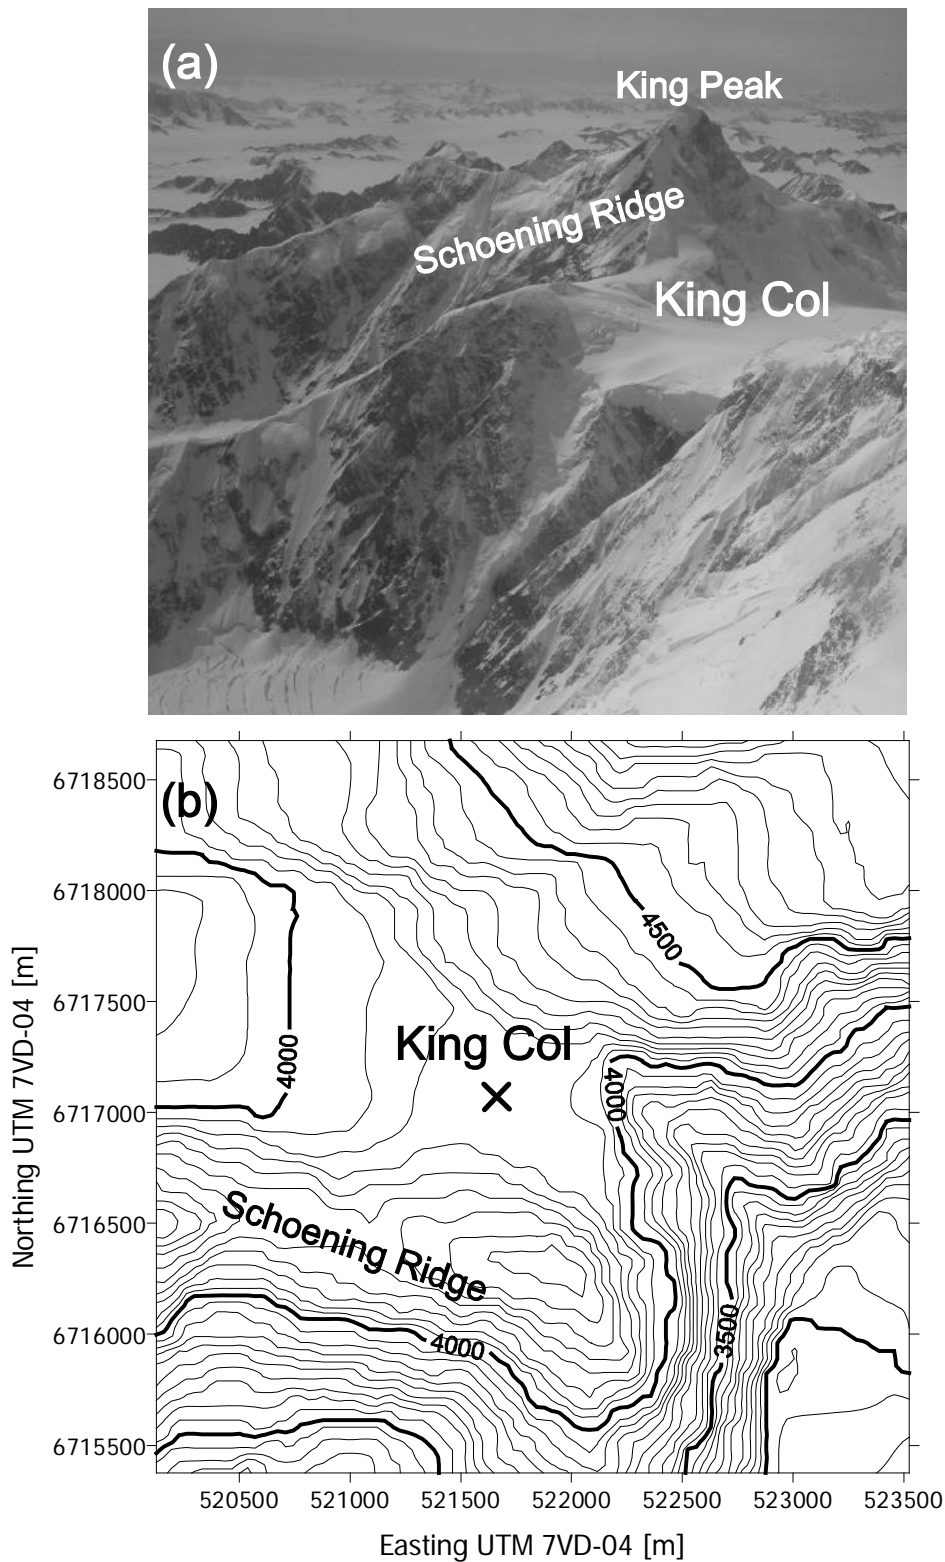 (a)
King Peak
Schoening Ridge
King Col
(b)
6718500
6718000
6717500
6717000
6716500
6716000
6715500
Northing UTM 7VD-04 [m]
4500
4000
King Col
4000
Schoening Ridge
4000
3500
520500 521000 521500 522000 522500 523000 523500
Easting UTM 7VD-04 [m]